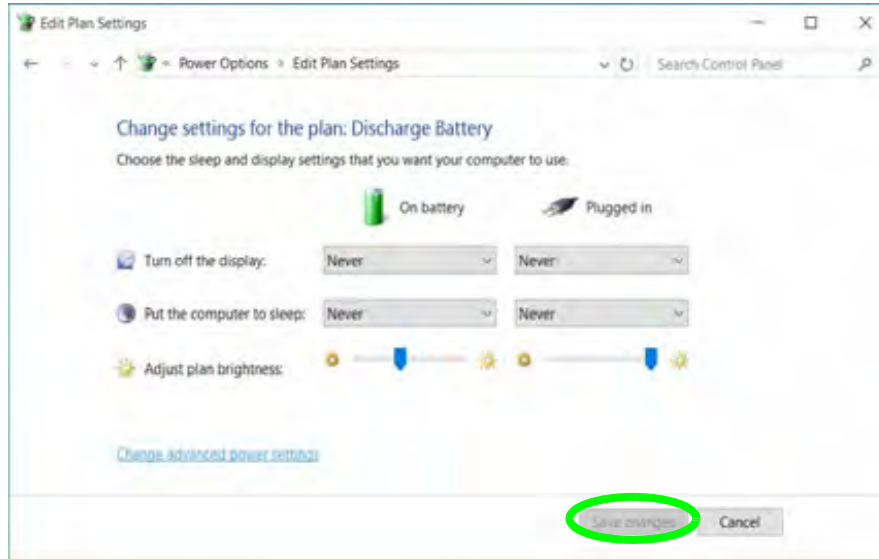 Edit Plan Settings
Power Options > Edit Plan Settings
Search Control Panel
Change settings for the plan: Discharge Battery
Choose the sleep and display settings that you want your computer to use.
On battery Plugged in
Turn off the display: Never Never
Put the computer to sleep: Never Never
Adjust plan brightness:
Change advanced power settings
Save changes Cancel